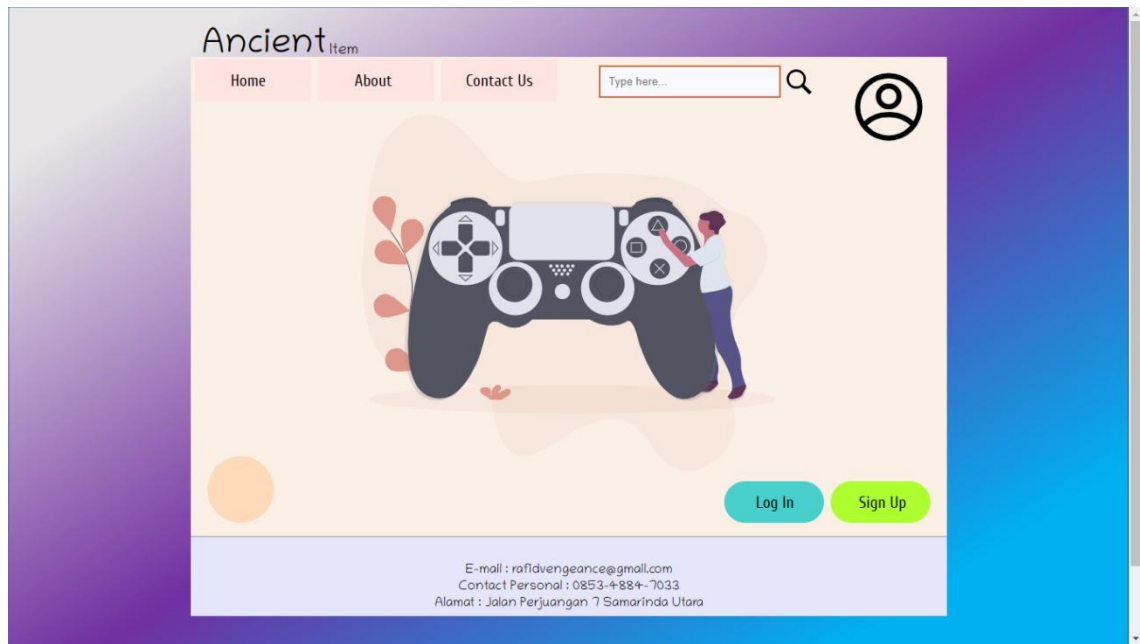 Ancient Item
Home About Contact Us Type here...
Log In Sign Up
E-mail : rafidvengeance@gmail.com
Contact Personal : 0853-4884-7033
Alamat : Jalan Perjuangan 7 Samarinda Utara